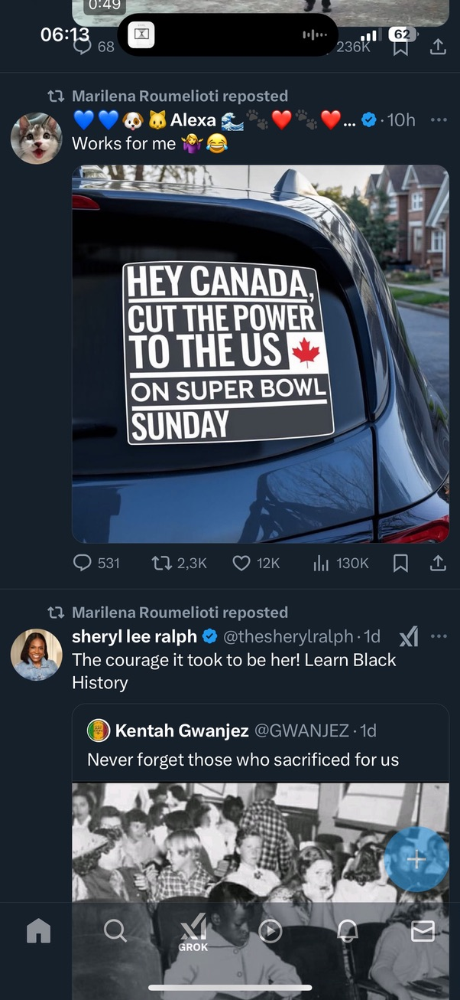 0:49
06:13
62
68
236K
Marilena Roumelioti reposted
💙💙🐶🐱Alexa 🌊🐾❤️🐾❤️... · 10h
Works for me 🤷‍♀️😂
HEY CANADA,
CUT THE POWER
TO THE US
ON SUPER BOWL
SUNDAY
531 2,3K 12K 130K
Marilena Roumelioti reposted
sheryl lee ralph @thesherylralph · 1d
The courage it took to be her! Learn Black
History
Kentah Gwanjez @GWANJEZ · 1d
Never forget those who sacrificed for us
GROK